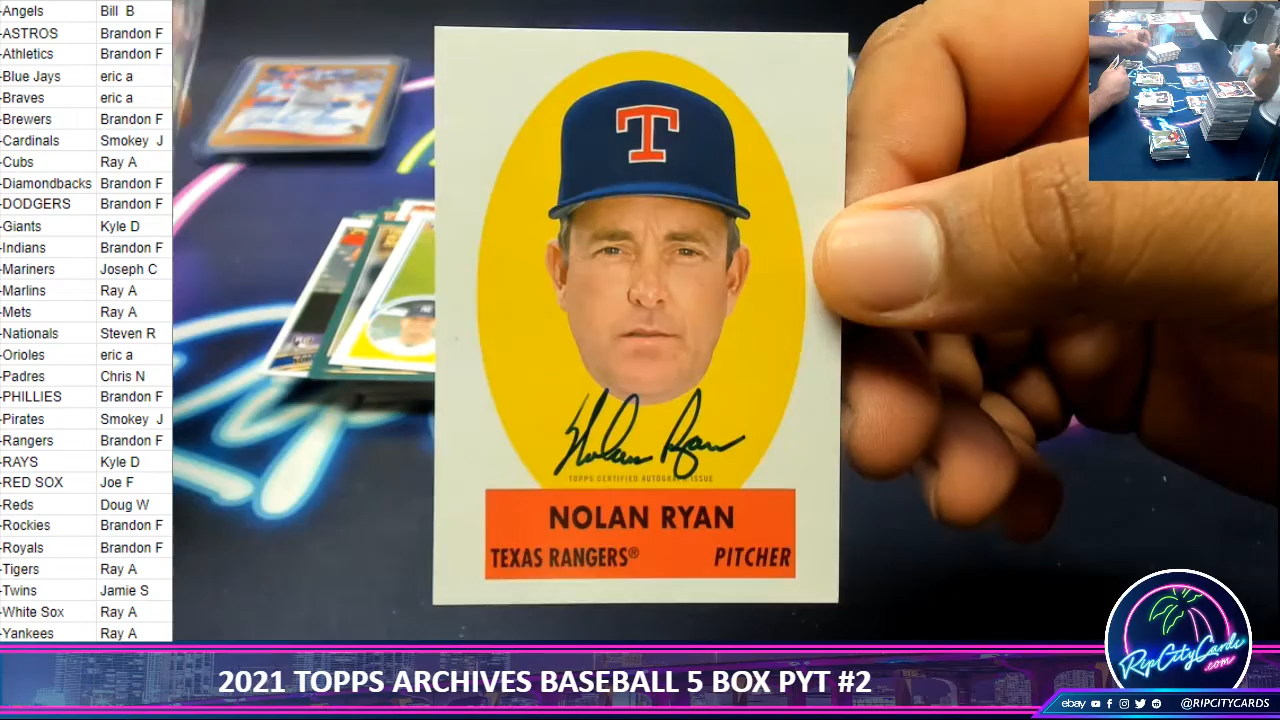 -Angels Bill B
-ASTROS Brandon F
-Athletics Brandon F
-Blue Jays eric a
-Braves eric a
-Brewers Brandon F
-Cardinals Smokey J
-Cubs Ray A
-Diamondbacks Brandon F
-DODGERS Brandon F
-Giants Kyle D
-Indians Brandon F
-Mariners Joseph C
-Marlins Ray A
-Mets Ray A
-Nationals Steven R
-Orioles eric a
-Padres Chris N
-PHILLIES Brandon F
-Pirates Smokey J
-Rangers Brandon F
-RAYS Kyle D
-RED SOX Joe F
-Reds Doug W
-Rockies Brandon F
-Royals Brandon F
-Tigers Ray A
-Twins Jamie S
-White Sox Ray A
-Yankees Ray A
T
Nolan Ryan
TOPPS CERTIFIED AUTOGRAPH ISSUE
NOLAN RYAN
TEXAS RANGERS® PITCHER
2021 TOPPS ARCHIVES BASEBALL 5 BOX PYT #2
RipCityCards
.com
ebay @RIPCITYCARDS